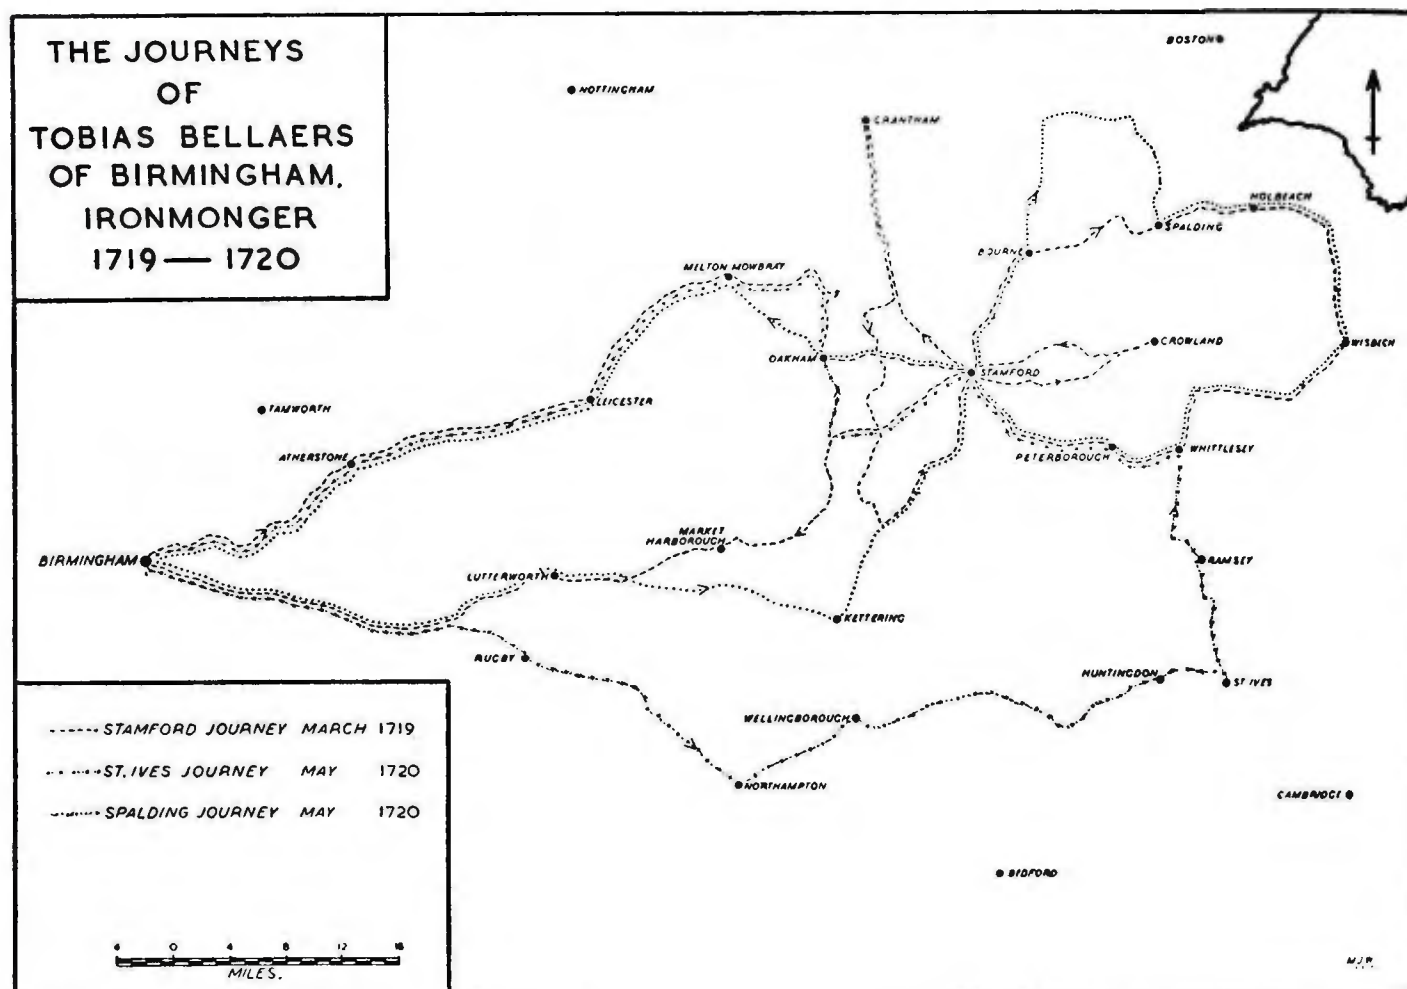 THE JOURNEYS
OF
TOBIAS BELLAERS
OF BIRMINGHAM.
IRONMONGER
1719 — 1720
BOSTON
NOTTINGHAM
GRANTHAM
HOLBEACH
SPALDING
BOURNE
MELTON MOWBRAY
OAKHAM
CROWLAND
WISBECH
STAMFORD
LEICESTER
TAMWORTH
ATHERSTONE
PETERBOROUGH
WHITTLESEY
MARKET
HARBOROUGH
BIRMINGHAM
LUTTERWORTH
RAMSEY
KETTERING
RUGBY
HUNTINGDON
ST. IVES
WELLINGBOROUGH
NORTHAMPTON
CAMBRIDGE
BEDFORD
STAMFORD JOURNEY MARCH 1719
ST. IVES JOURNEY MAY 1720
SPALDING JOURNEY MAY 1720
4 0 4 8 12 16
MILES.
M.J.W.